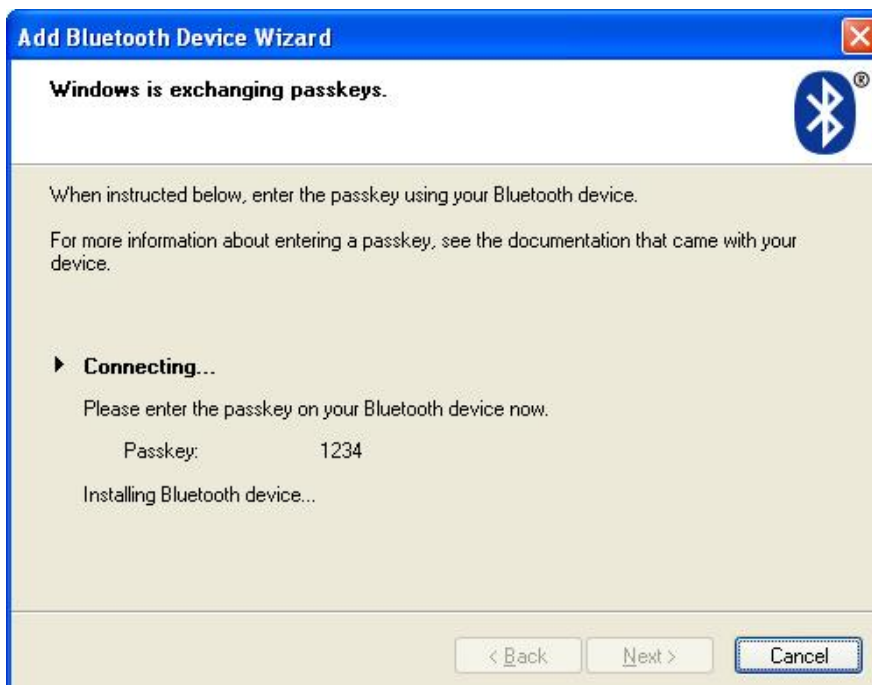 Add Bluetooth Device Wizard
Windows is exchanging passkeys.
®
When instructed below, enter the passkey using your Bluetooth device.
For more information about entering a passkey, see the documentation that came with your
device.
Connecting...
Please enter the passkey on your Bluetooth device now.
Passkey: 1234
Installing Bluetooth device...
< Back Next > Cancel